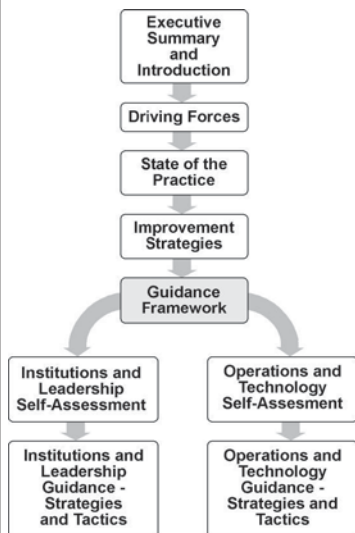 Executive
Summary
and
Introduction
Driving Forces
State of the
Practice
Improvement
Strategies
Guidance
Framework
Institutions and
Leadership
Self-Assessment
Operations and
Technology
Self-Assesment
Institutions and
Leadership
Guidance -
Strategies
and Tactics
Operations and
Technology
Guidance -
Strategies and
Tactics